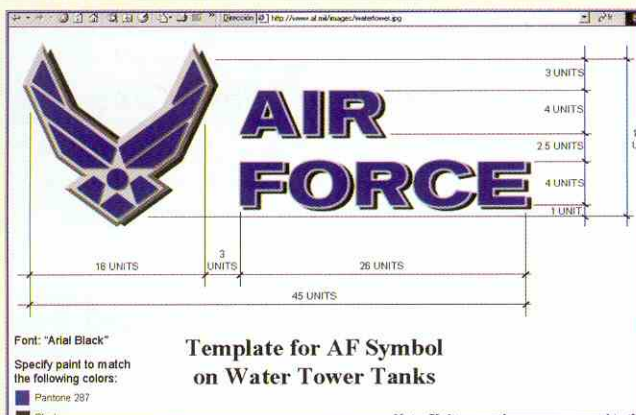 Dirección http://www.af.mil/images/watertower.jpg
AIR
FORCE
3 UNITS
4 UNITS
2.5 UNITS
4 UNITS
1 UNIT
16 UNITS
3
UNITS
26 UNITS
45 UNITS
Font: "Arial Black"
Specify paint to match
the following colors:
Pantone 287
Template for AF Symbol
on Water Tower Tanks